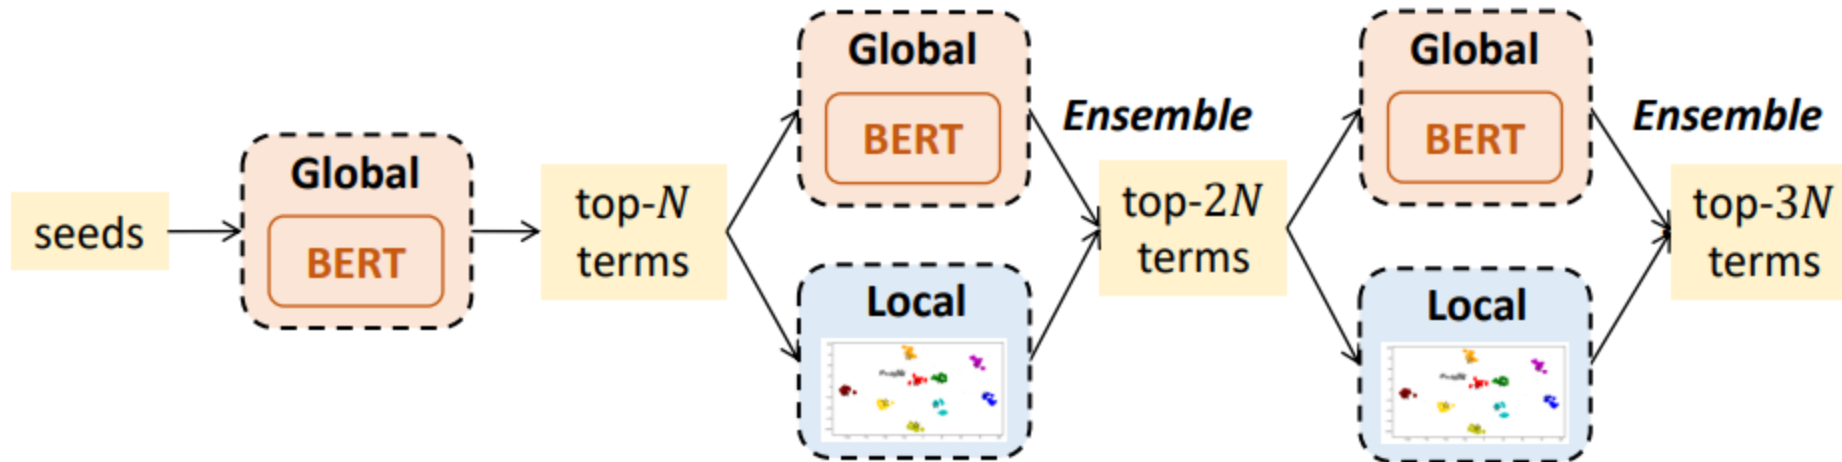 seeds
Global
BERT
top-N
terms
Global
BERT
Local
Ensemble
top-2N
terms
Global
BERT
Local
Ensemble
top-3N
terms